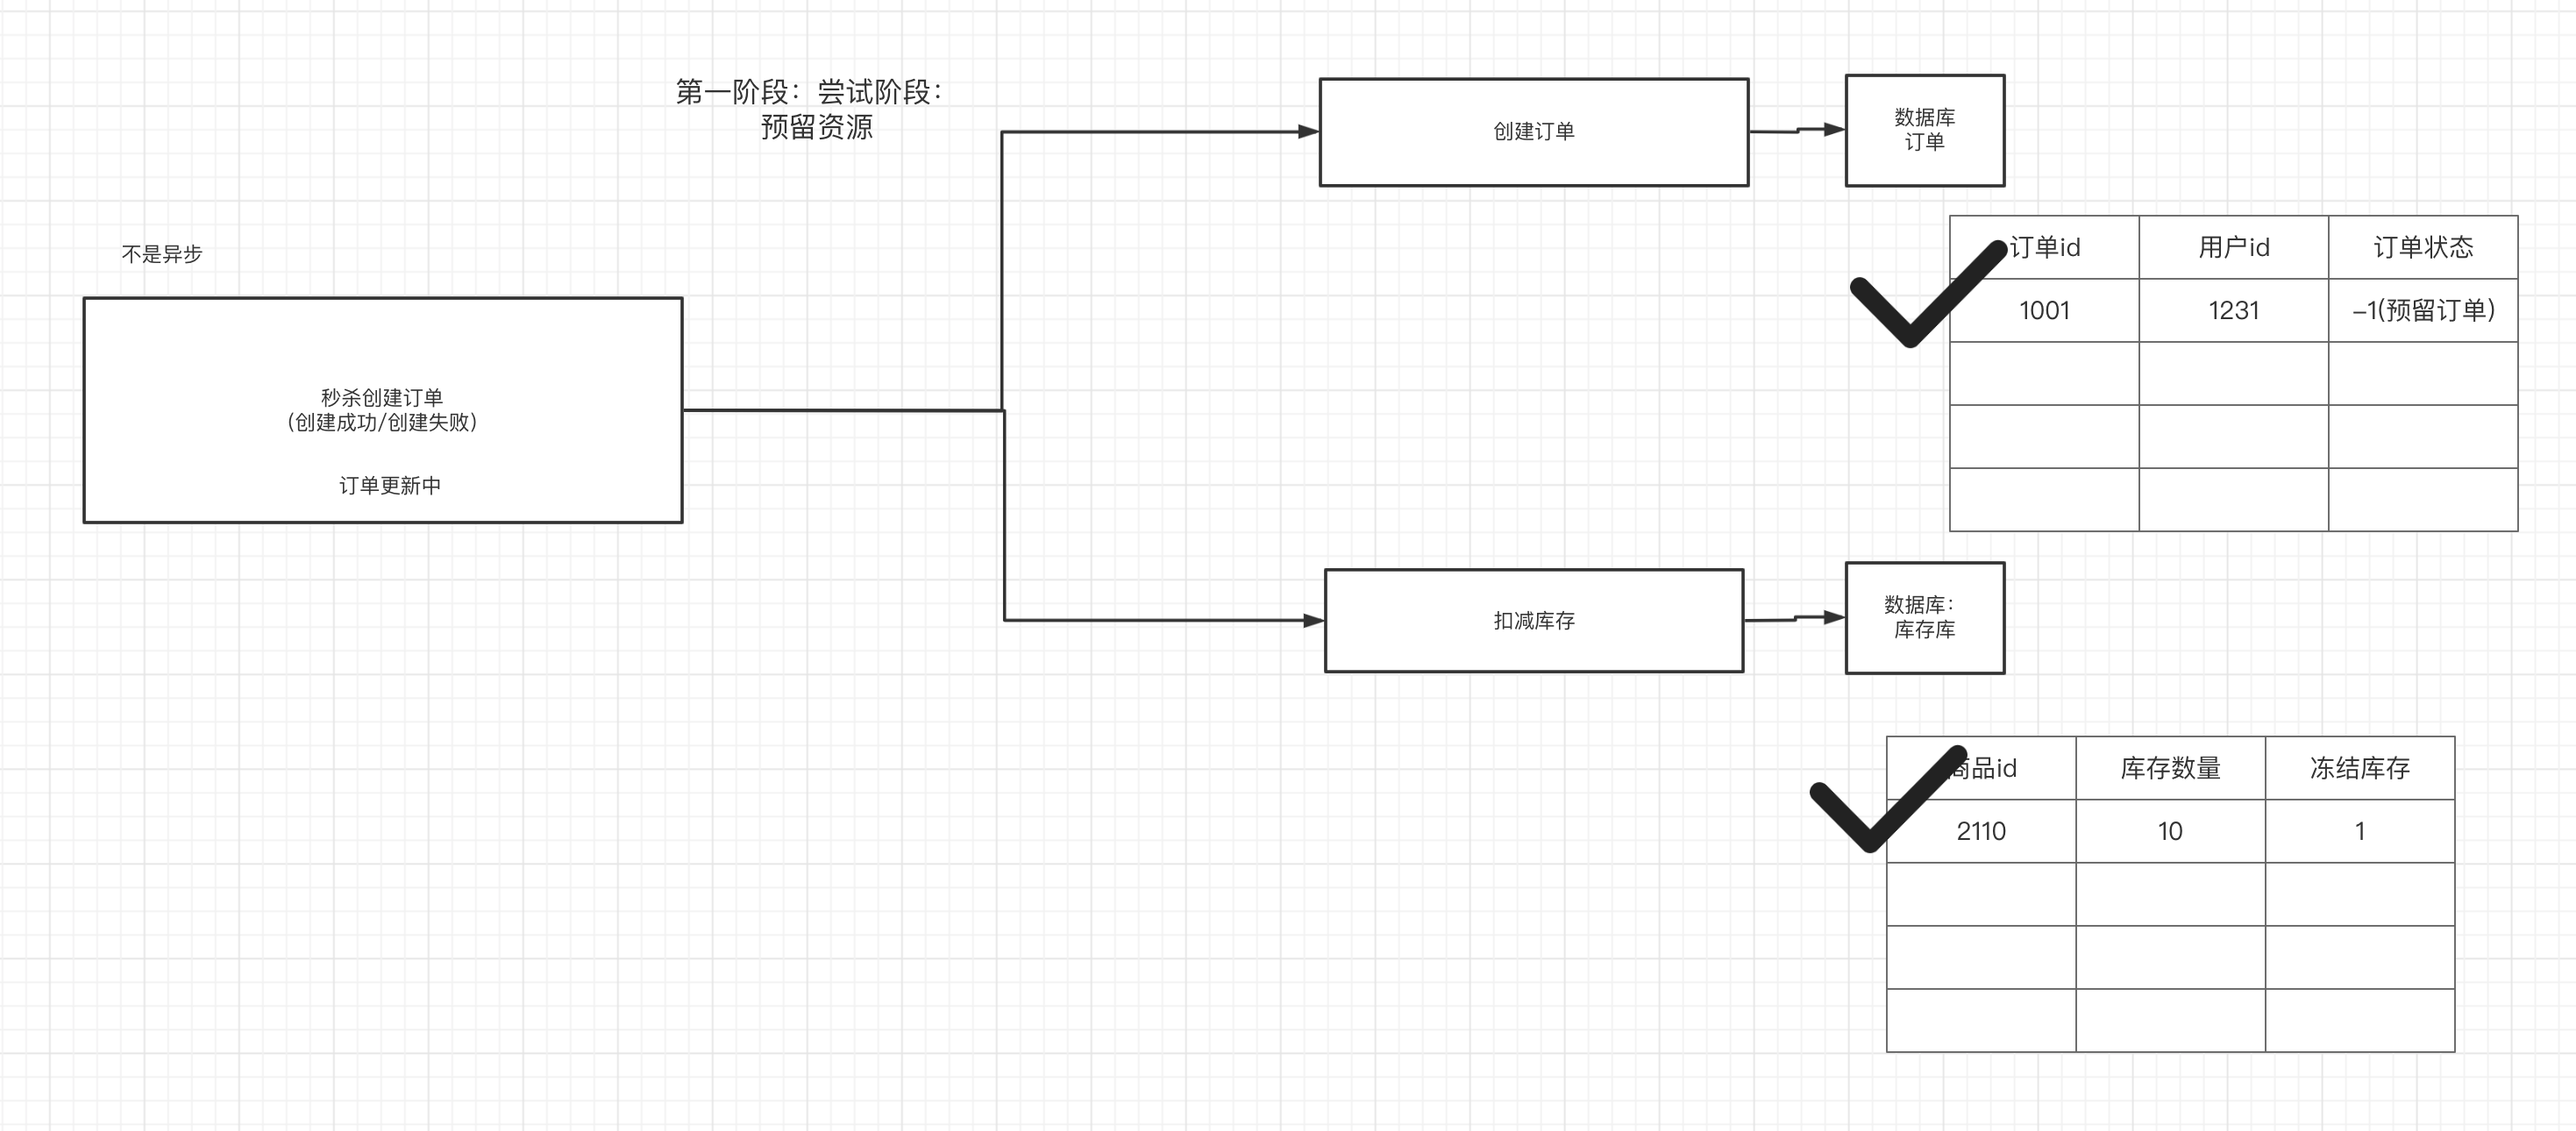 第一阶段：尝试阶段：
预留资源
创建订单
数据库
订单
不是异步
订单id 用户id 订单状态
1001 1231 -1(预留订单)
秒杀创建订单
(创建成功/创建失败)
订单更新中
扣减库存
数据库：
库存库
商品id 库存数量 冻结库存
2110 10 1